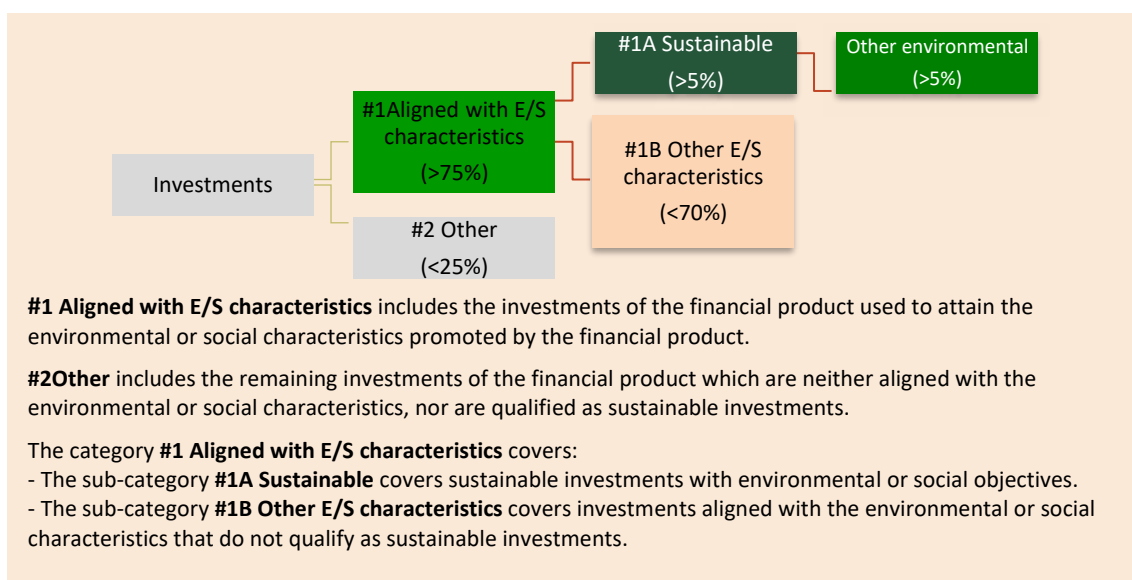 #1A Sustainable
(>5%)
Other environmental
(>5%)
#1Aligned with E/S
characteristics
(>75%)
#1B Other E/S
characteristics
(<70%)
Investments
#2 Other
(<25%)
#1 Aligned with E/S characteristics includes the investments of the financial product used to attain the
environmental or social characteristics promoted by the financial product.
#2Other includes the remaining investments of the financial product which are neither aligned with the
environmental or social characteristics, nor are qualified as sustainable investments.
The category #1 Aligned with E/S characteristics covers:
- The sub-category #1A Sustainable covers sustainable investments with environmental or social objectives.
- The sub-category #1B Other E/S characteristics covers investments aligned with the environmental or social
characteristics that do not qualify as sustainable investments.